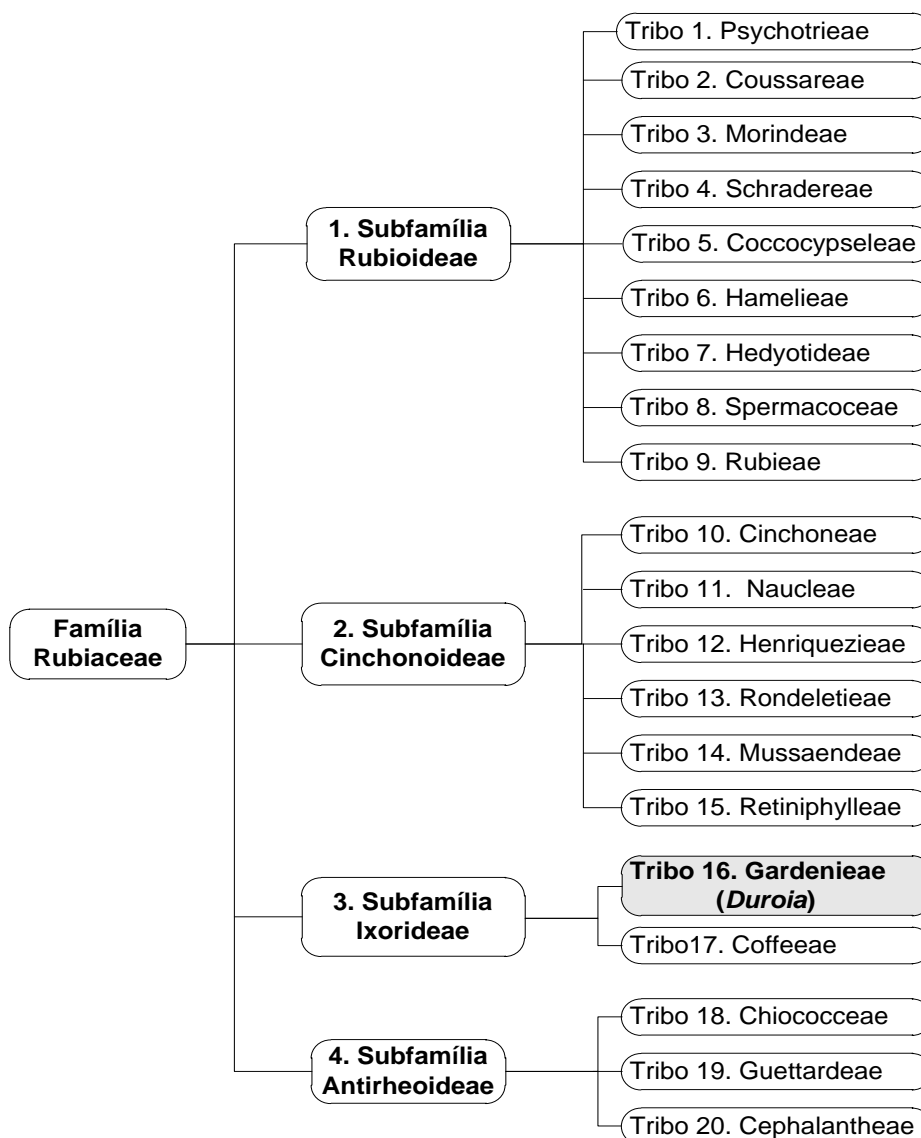 Família
Rubiaceae
1. Subfamília
Rubioideae
Tribo 1. Psychotrieae
Tribo 2. Coussareae
Tribo 3. Morindeae
Tribo 4. Schradereae
Tribo 5. Coccocypseleae
Tribo 6. Hamelieae
Tribo 7. Hedyotideae
Tribo 8. Spermacoceae
Tribo 9. Rubieae
2. Subfamília
Cinchonoideae
Tribo 10. Cinchoneae
Tribo 11. Naucleae
Tribo 12. Henriquezieae
Tribo 13. Rondeletieae
Tribo 14. Mussaendeae
Tribo 15. Retiniphylleae
3. Subfamília
Ixorideae
Tribo 16. Gardenieae
(Duroia)
Tribo17. Coffeeae
4. Subfamília
Antirheoideae
Tribo 18. Chiococceae
Tribo 19. Guettardeae
Tribo 20. Cephalantheae